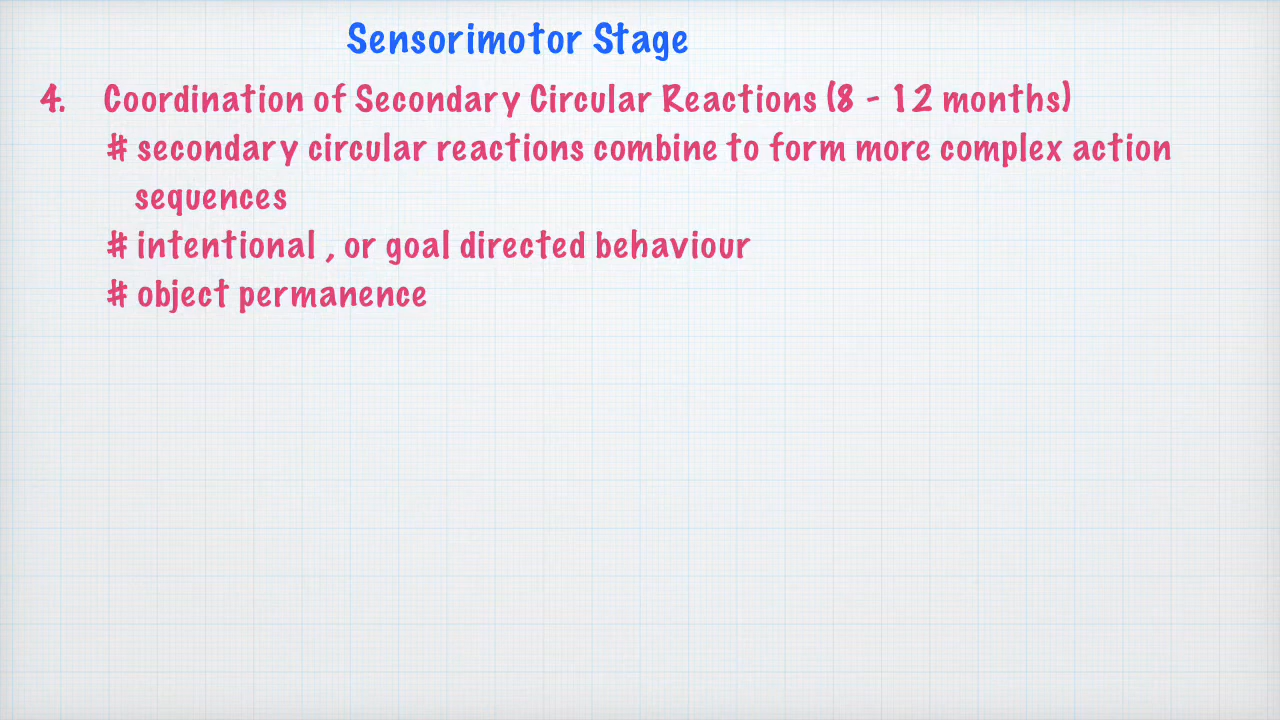 Sensorimotor Stage
4. Coordination of Secondary Circular Reactions (8 - 12 months)
# secondary circular reactions combine to form more complex action
sequences
# intentional , or goal directed behaviour
# object permanence